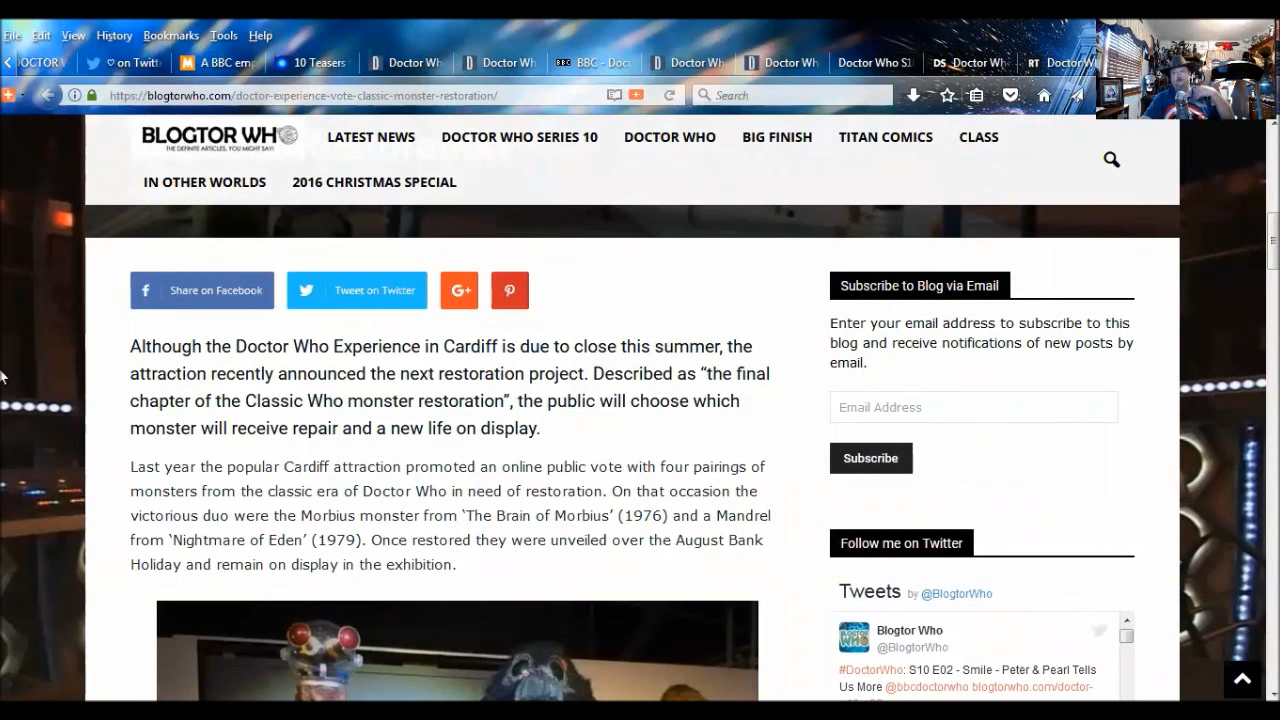 File Edit View History Bookmarks Tools Help
DOCTOR W ♡ on Twitt A BBC em 10 Teasers Doctor Wh Doctor Wh BBC - Doc Doctor Wh Doctor Wh Doctor Who S1 Doctor Wh Doctor W
https://blogtorwho.com/doctor-experience-vote-classic-monster-restoration/ Search
BLOGTOR WHO
THE DEFINITE ARTICLES, YOU MIGHT SAY!
LATEST NEWS DOCTOR WHO SERIES 10 DOCTOR WHO BIG FINISH TITAN COMICS CLASS
IN OTHER WORLDS 2016 CHRISTMAS SPECIAL
Share on Facebook Tweet on Twitter
Although the Doctor Who Experience in Cardiff is due to close this summer, the
attraction recently announced the next restoration project. Described as “the final
chapter of the Classic Who monster restoration”, the public will choose which
monster will receive repair and a new life on display.
Last year the popular Cardiff attraction promoted an online public vote with four pairings of
monsters from the classic era of Doctor Who in need of restoration. On that occasion the
victorious duo were the Morbius monster from ‘The Brain of Morbius’ (1976) and a Mandrel
from ‘Nightmare of Eden’ (1979). Once restored they were unveiled over the August Bank
Holiday and remain on display in the exhibition.
Subscribe to Blog via Email
Enter your email address to subscribe to this
blog and receive notifications of new posts by
email.
Email Address
Subscribe
Follow me on Twitter
Tweets by @BlogtorWho
Blogtor Who
@BlogtorWho
#DoctorWho: S10 E02 - Smile - Peter & Pearl Tells
Us More @bbcdoctorwho blogtorwho.com/doctor-